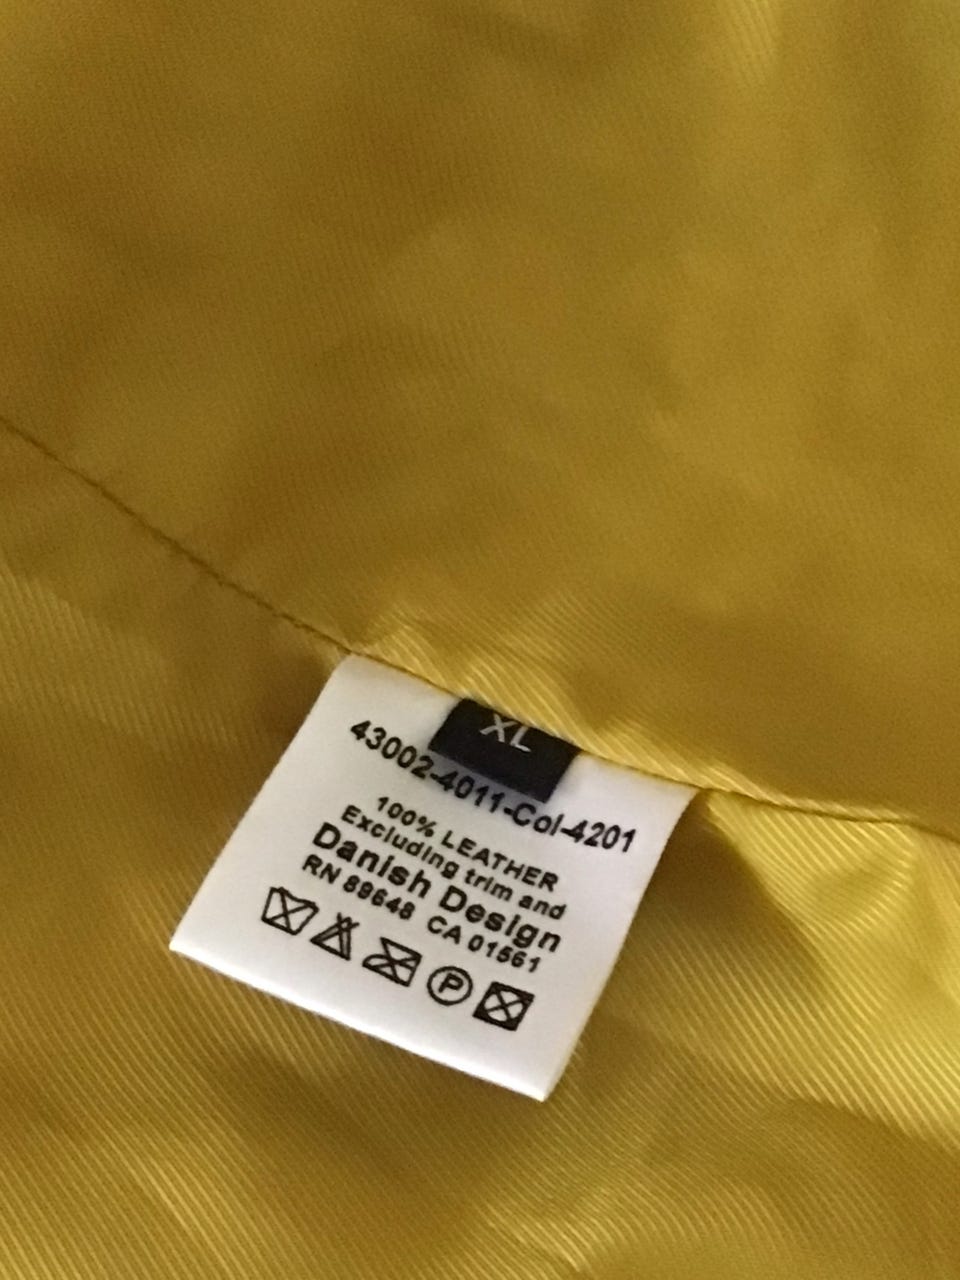 XL
43002-4011-Col-4201
100% LEATHER
Excluding trim and
Danish Design
RN 89648 CA 01561
P